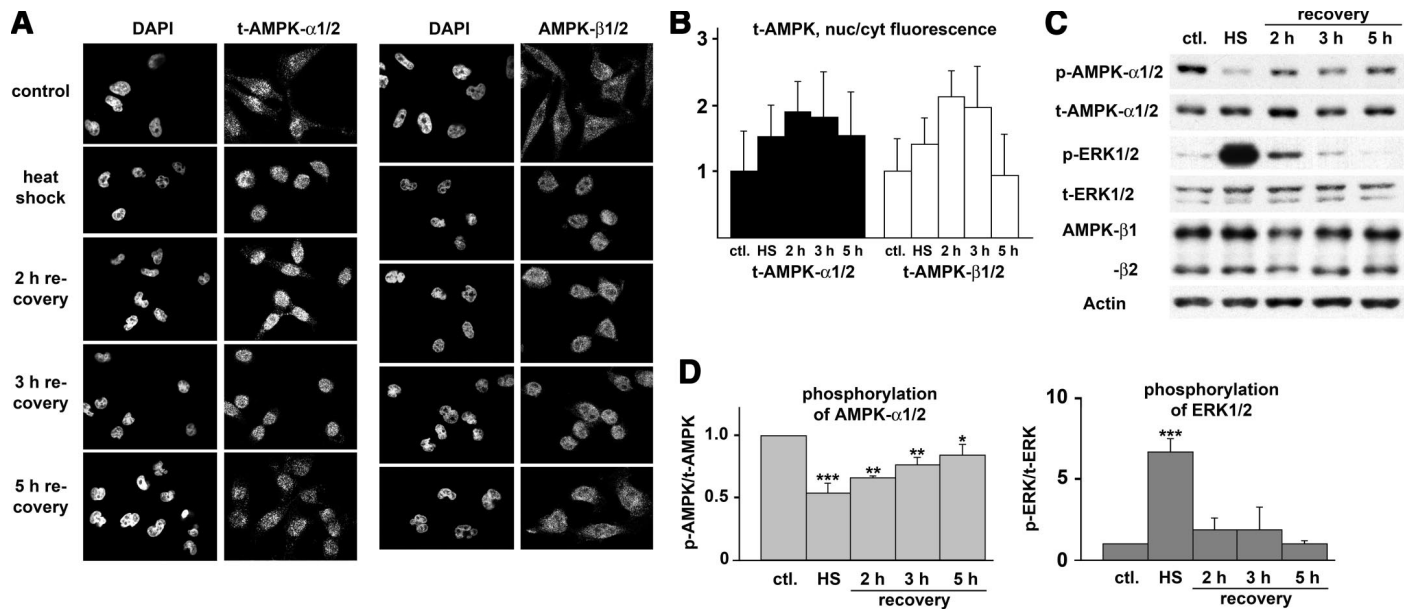 A
DAPI
t-AMPK-α1/2
DAPI
AMPK-β1/2
control
heat
shock
2 h re-
covery
3 h re-
covery
5 h re-
covery
B
t-AMPK, nuc/cyt fluorescence
3
2
1
ctl. HS 2 h 3 h 5 h
ctl. HS 2 h 3 h 5 h
t-AMPK-α1/2
t-AMPK-β1/2
C
recovery
ctl. HS 2 h 3 h 5 h
p-AMPK-α1/2
t-AMPK-α1/2
p-ERK1/2
t-ERK1/2
AMPK-β1
-β2
Actin
D
phosphorylation
of AMPK-α1/2
p-AMPK/t-AMPK
1.0
0.5
0
***
**
**
*
ctl. HS 2 h 3 h 5 h
recovery
phosphorylation
of ERK1/2
p-ERK/t-ERK
10
5
0
***
ctl. HS 2 h 3 h 5 h
recovery